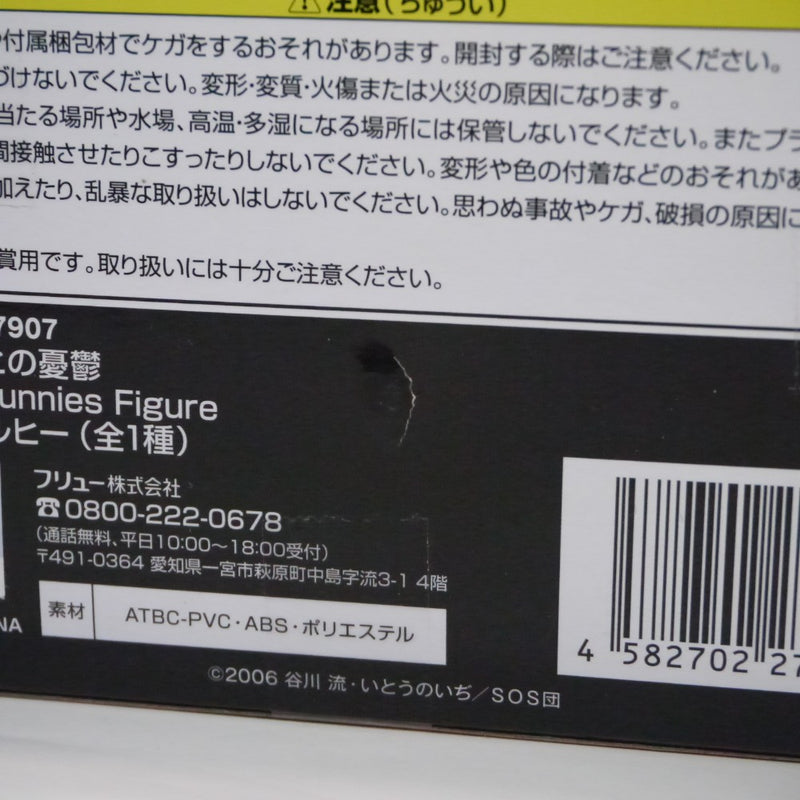 注意(ちゅうい)
付属梱包材でケガをするおそれがあります。開封する際はご注意ください。
づけないでください。変形・変質・火傷または火災の原因になります。
当たる場所や水場、高温・多湿になる場所には保管しないでください。またプラ
間接触させたりこすったりしないでください。変形や色の付着などのおそれがあ
加えたり、乱暴な取り扱いはしないでください。思わぬ事故やケガ、破損の原因に
賞用です。取り扱いには十分ご注意ください。
7907
との憂鬱
unnies Figure
ルヒー(全1種)
フリュー株式会社
☎0800-222-0678
(通話無料、平日10:00〜18:00受付)
〒491-0364 愛知県一宮市萩原町中島字流3-1 4階
NA
素材 ATBC-PVC・ABS・ポリエステル
4 582702 27
©2006 谷川 流・いとうのいぢ/SOS団